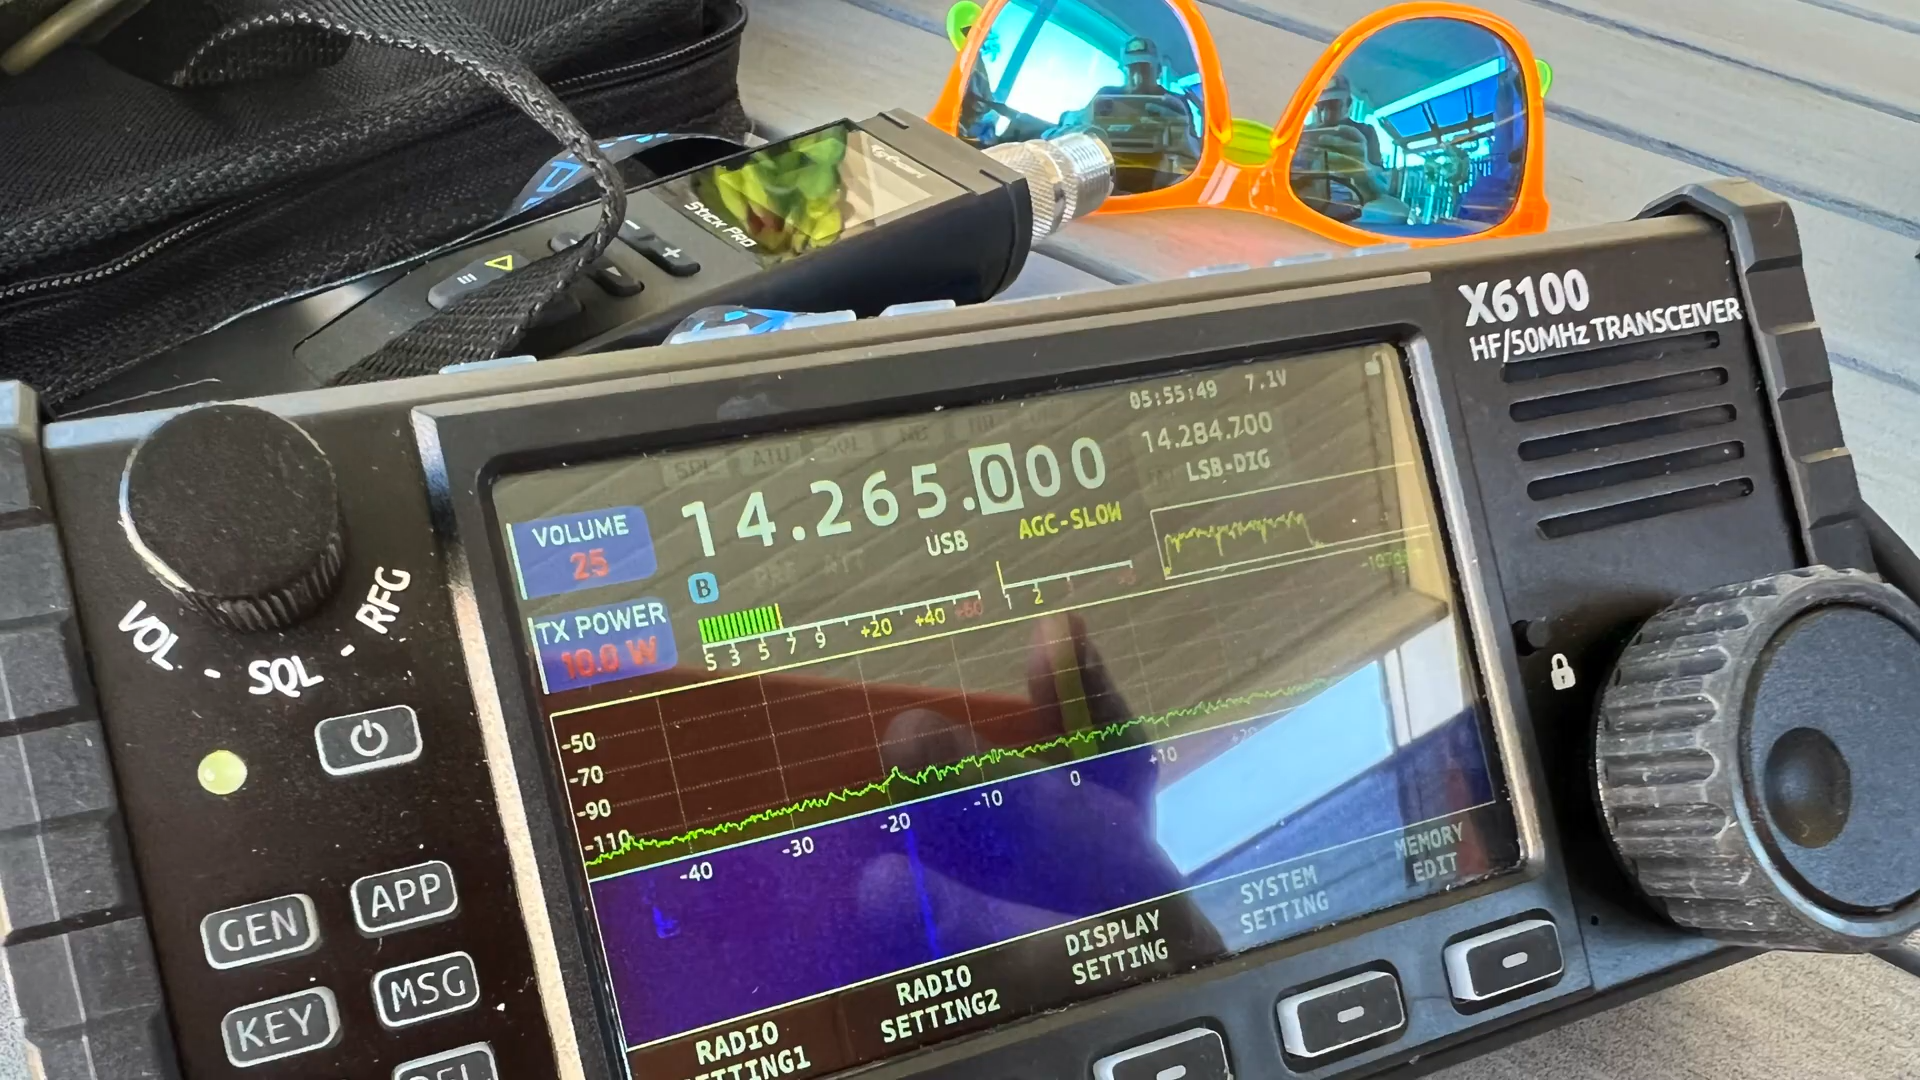 STICK PRO
X6100
HF/50MHz TRANSCEIVER
05:55:49 7.1V
14.265.000
14.284.700
LSB-DIG
USB
AGC-SLOW
VOLUME
25
B
TX POWER
10.0 W
S 3 5 7 9 +20 +40 +60
1 2
-50
-70
-90
-110
-40 -30 -20 -10 0 +10 +20
VOL - SQL - RFG
GEN
APP
KEY
MSG
RADIO
SETTING2
DISPLAY
SETTING
SYSTEM
SETTING
MEMORY
EDIT
RADIO